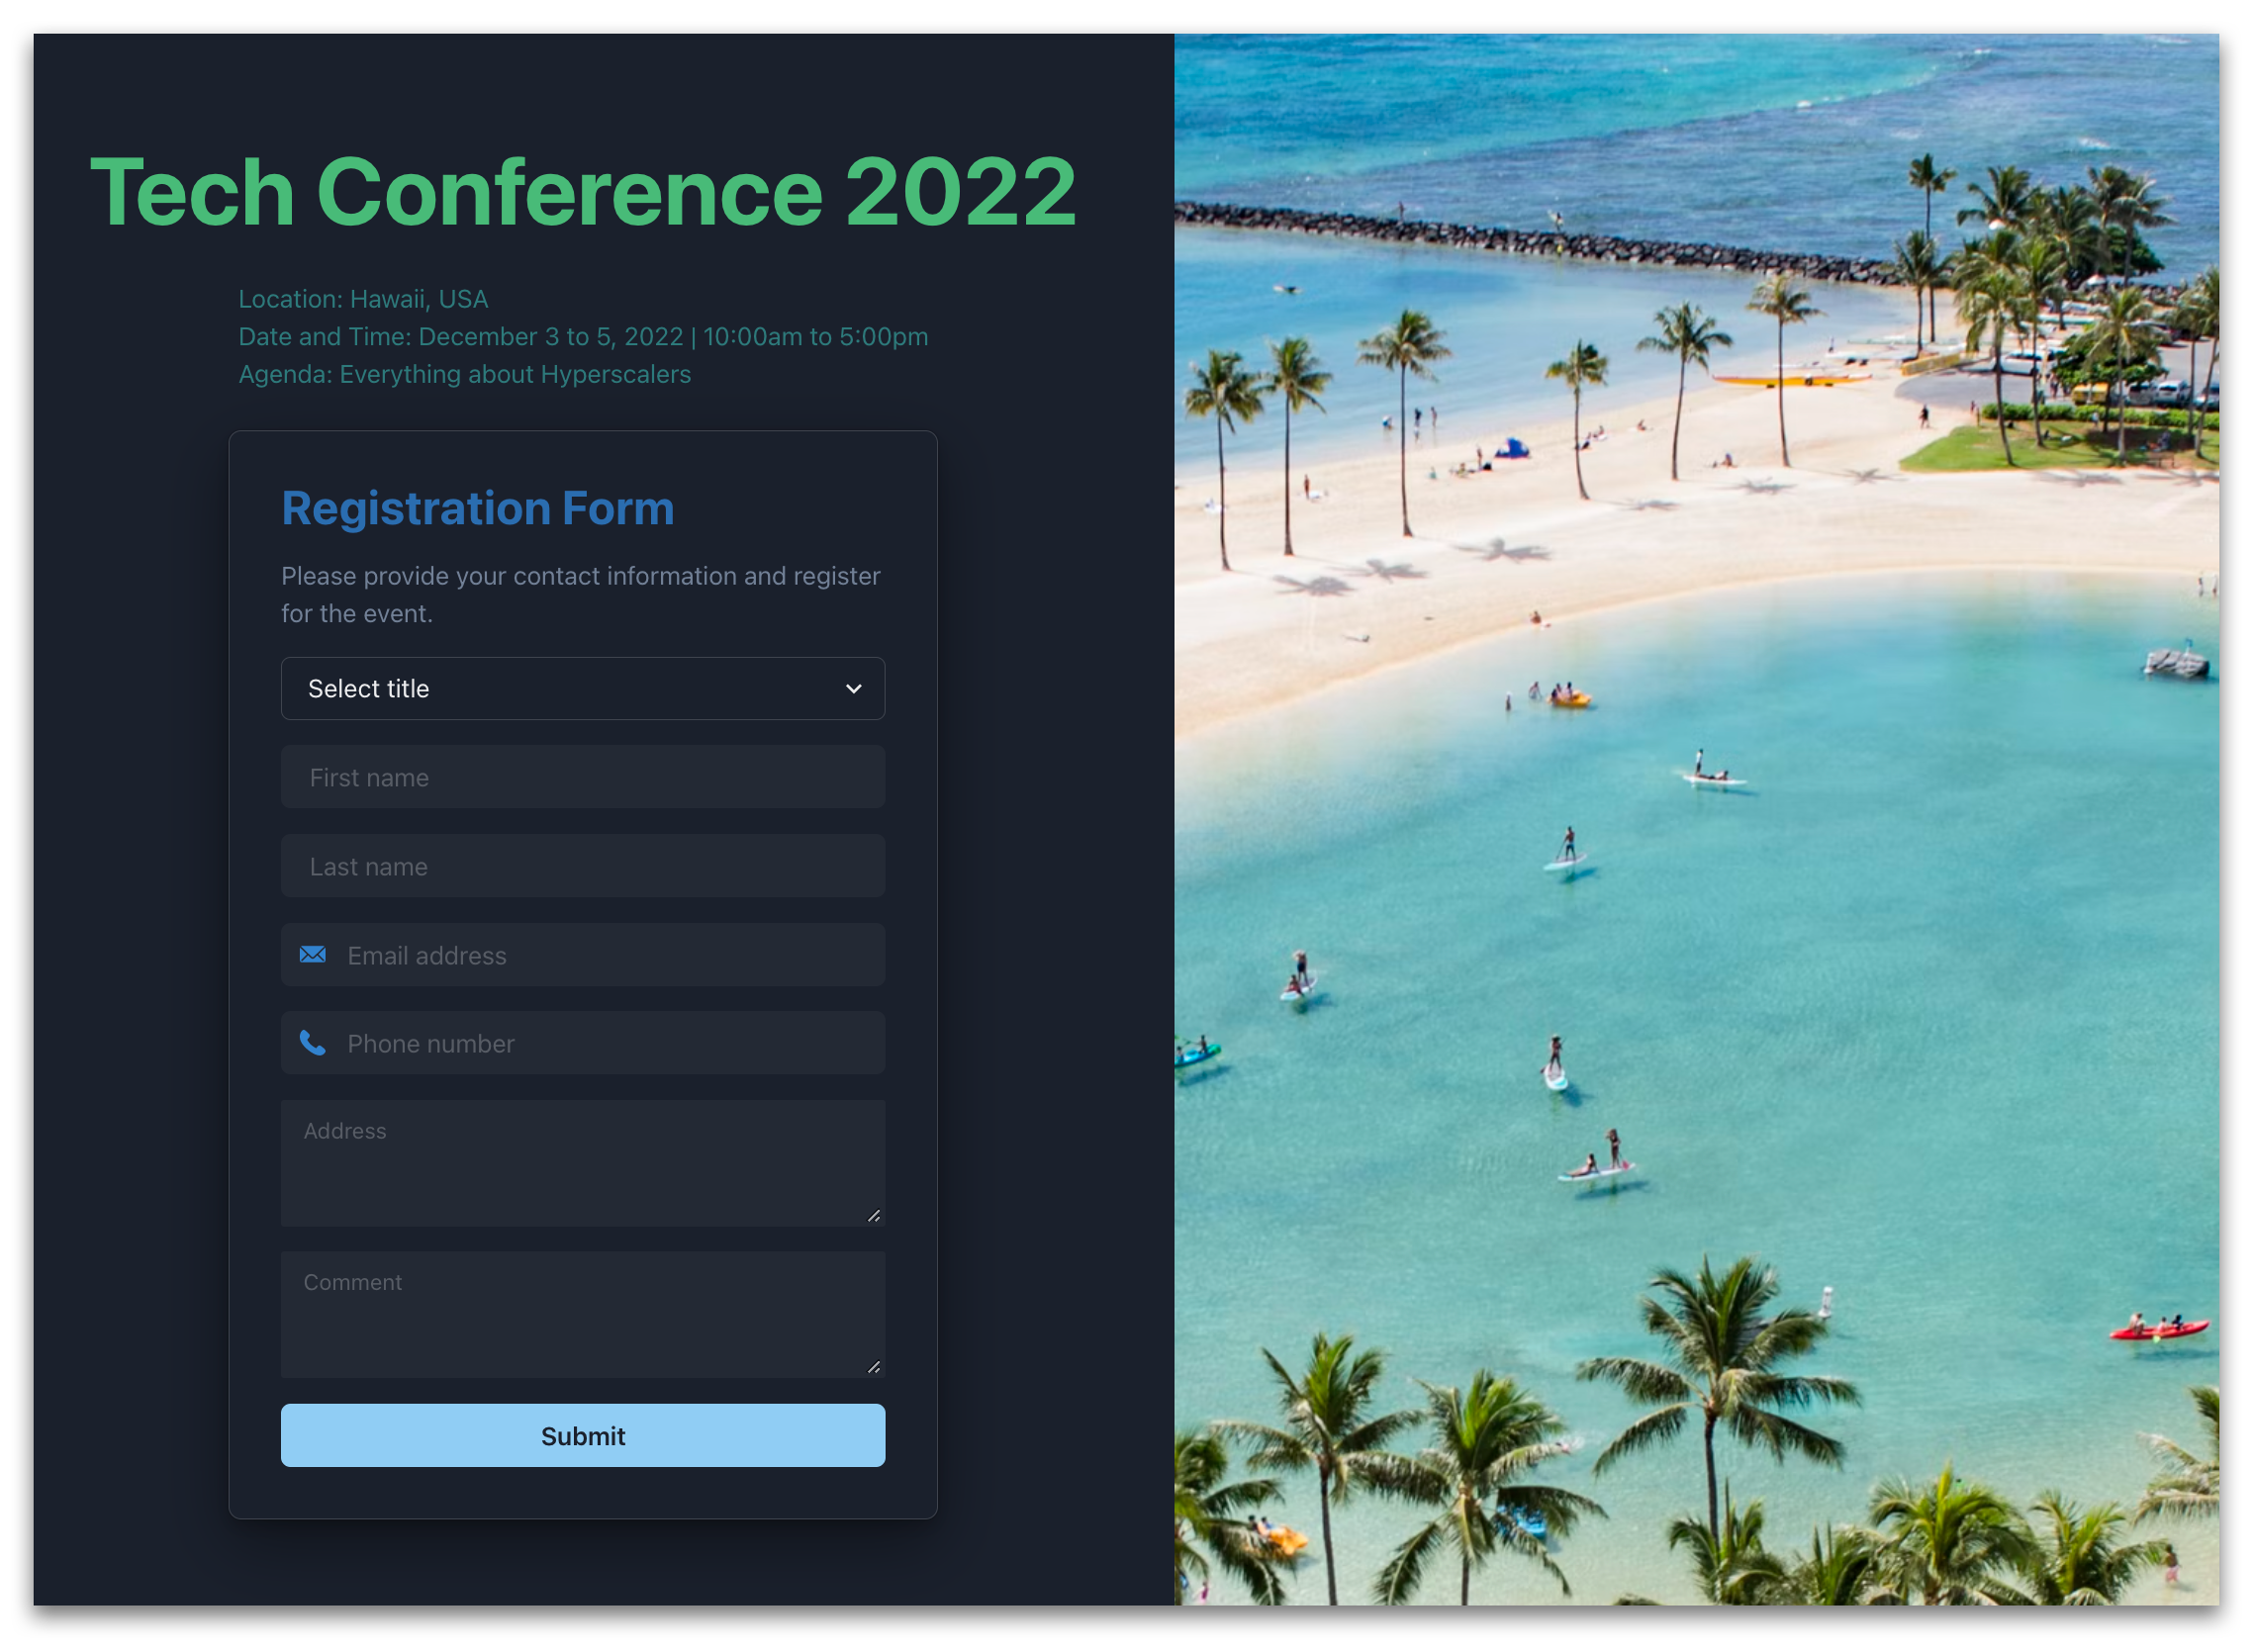 Tech Conference 2022
Location: Hawaii, USA
Date and Time: December 3 to 5, 2022 | 10:00am to 5:00pm
Agenda: Everything about Hyperscalers
Registration Form
Please provide your contact information and register
for the event.
Select title
First name
Last name
Email address
Phone number
Address
Comment
Submit